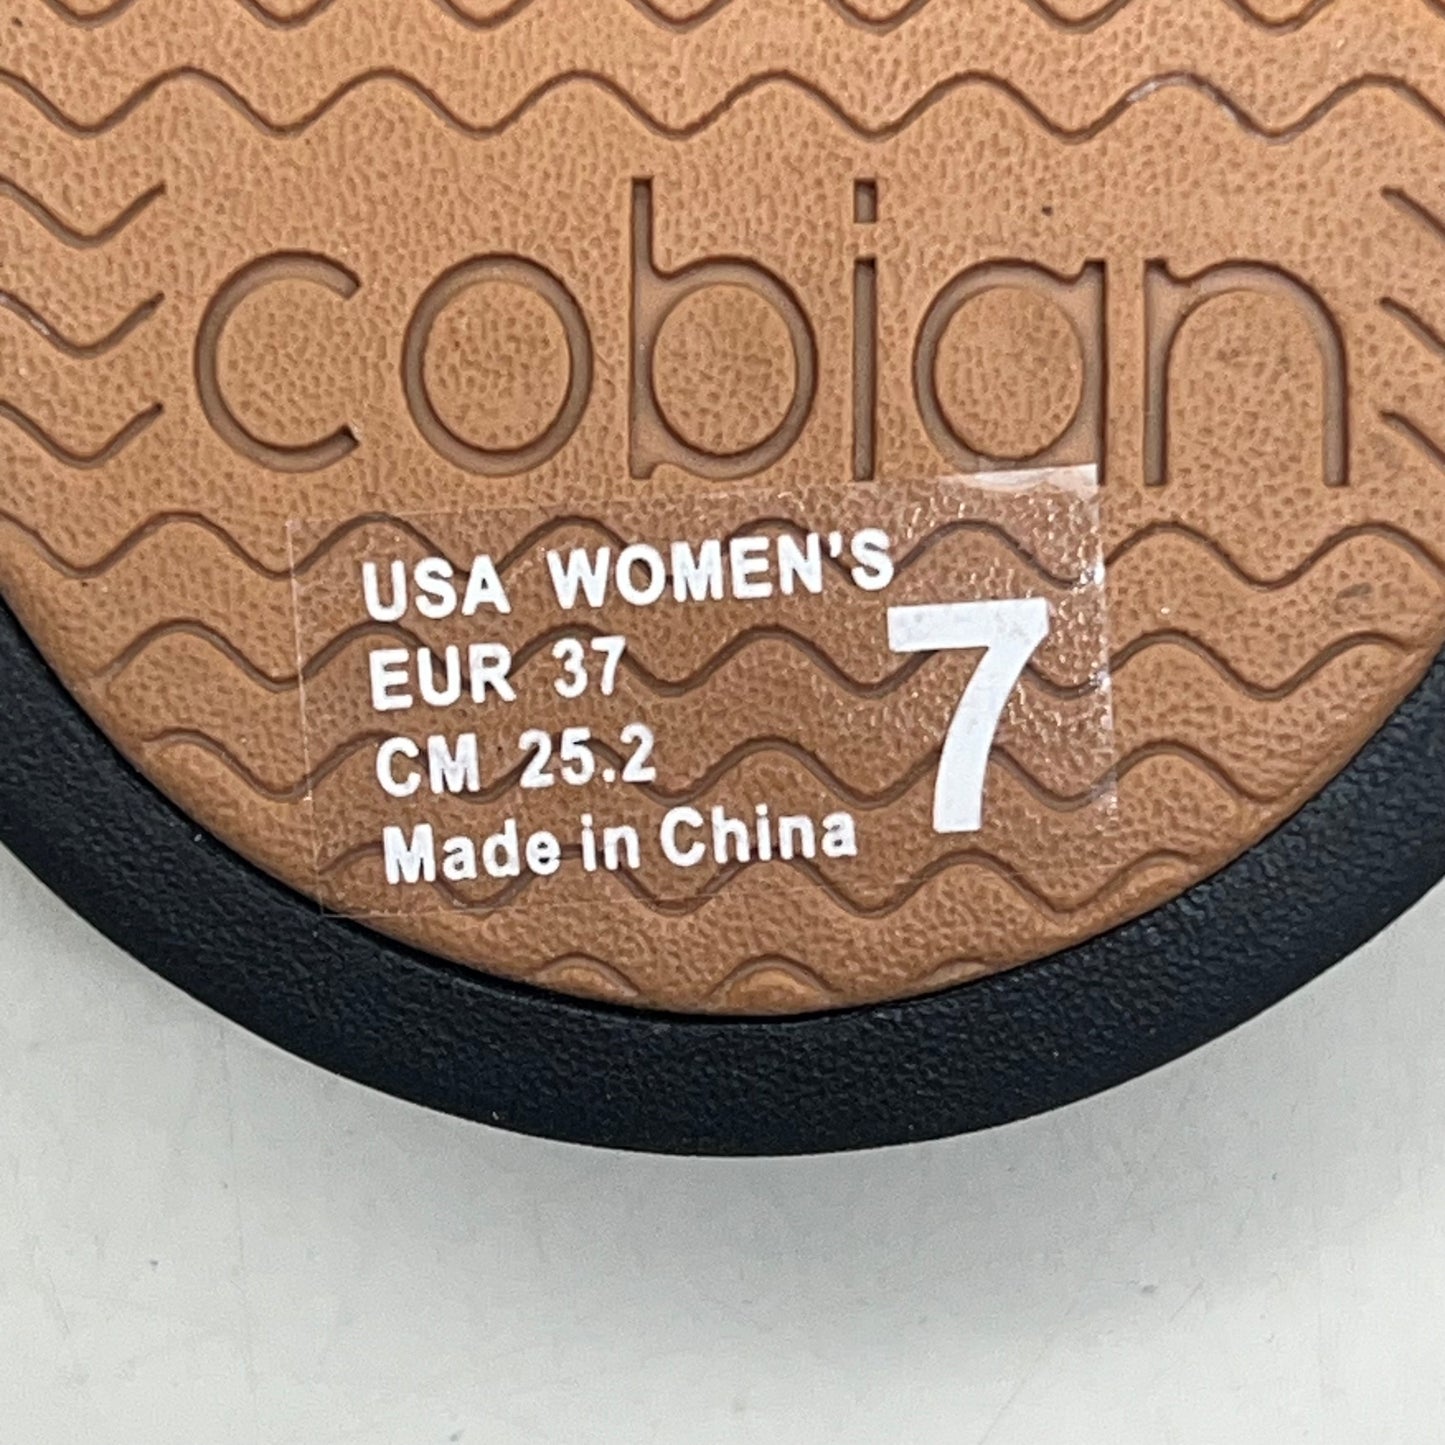 cobian
USA WOMEN'S
7
EUR 37
CM 25.2
Made in China